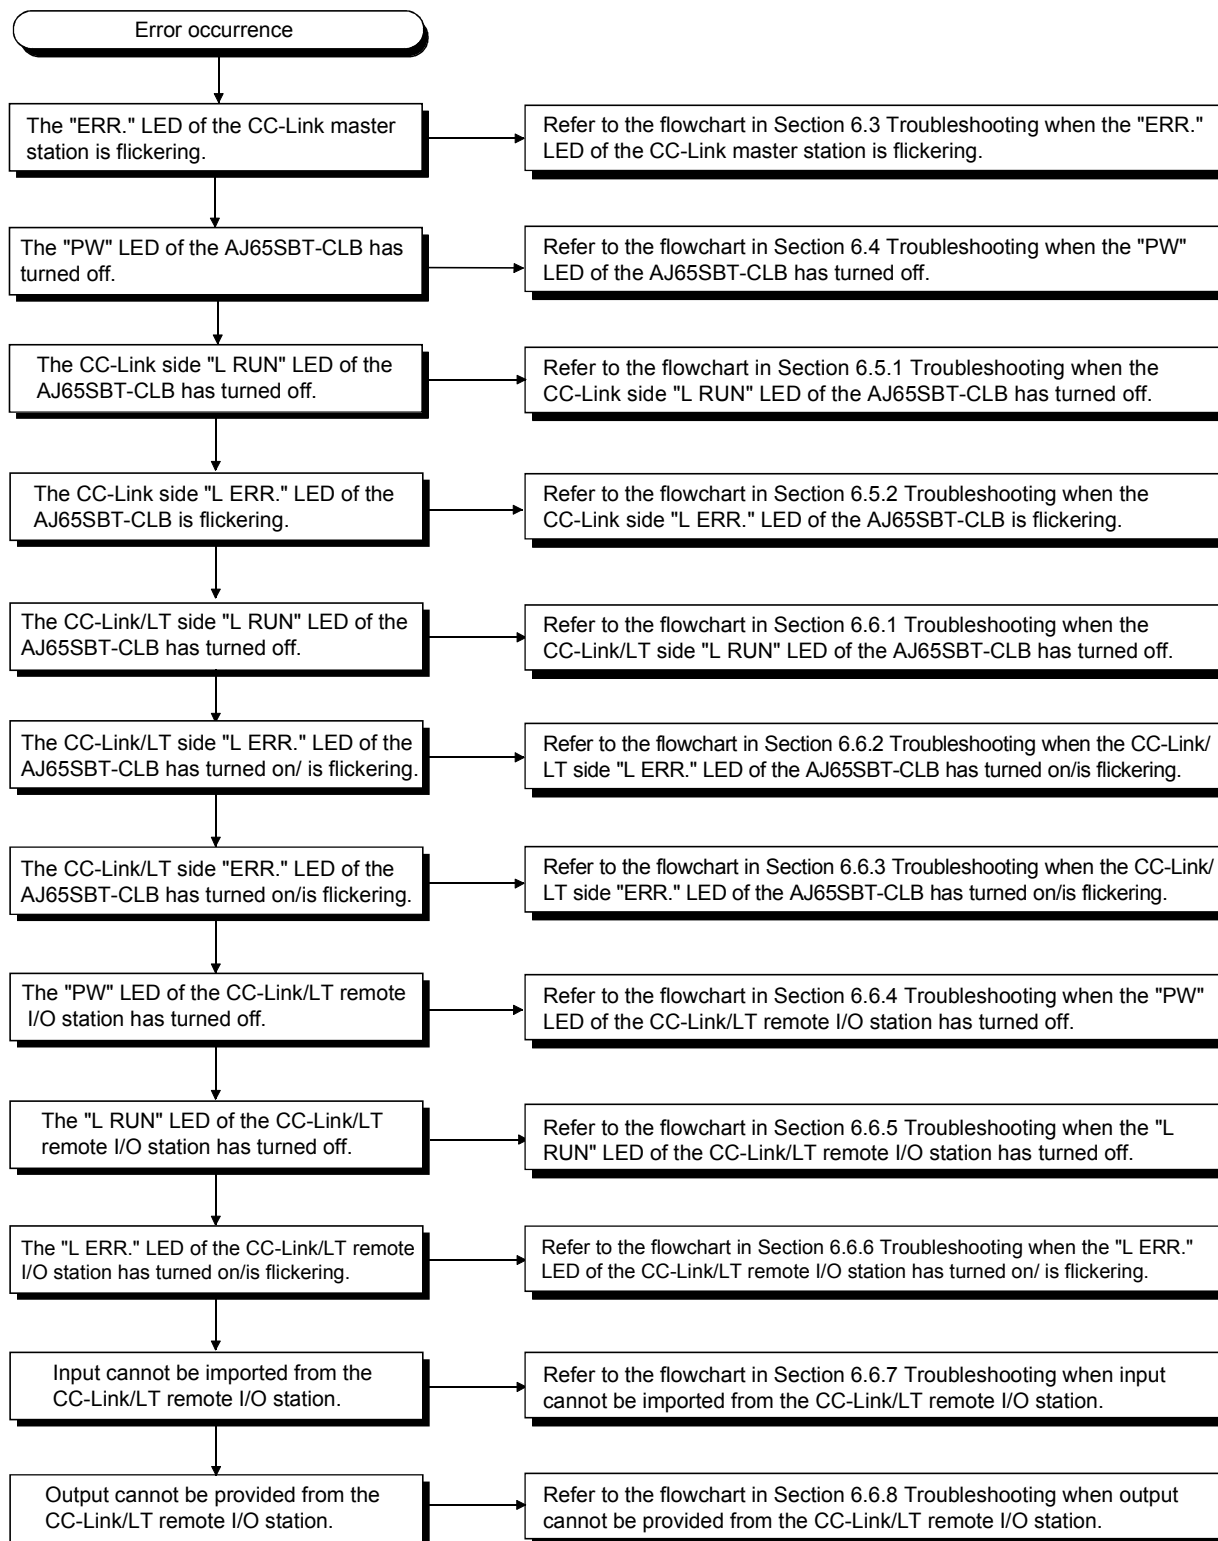 Error occurrence
The "ERR." LED of the CC-Link master
station is flickering.
Refer to the flowchart in Section 6.3 Troubleshooting when the "ERR."
LED of the CC-Link master station is flickering.
The "PW" LED of the AJ65SBT-CLB has
turned off.
Refer to the flowchart in Section 6.4 Troubleshooting when the "PW"
LED of the AJ65SBT-CLB has turned off.
The CC-Link side "L RUN" LED of the
AJ65SBT-CLB has turned off.
Refer to the flowchart in Section 6.5.1 Troubleshooting when the
CC-Link side "L RUN" LED of the AJ65SBT-CLB has turned off.
The CC-Link side "L ERR." LED of the
AJ65SBT-CLB is flickering.
Refer to the flowchart in Section 6.5.2 Troubleshooting when the
CC-Link side "L ERR." LED of the AJ65SBT-CLB is flickering.
The CC-Link/LT side "L RUN" LED of the
AJ65SBT-CLB has turned off.
Refer to the flowchart in Section 6.6.1 Troubleshooting when the
CC-Link/LT side "L RUN" LED of the AJ65SBT-CLB has turned off.
The CC-Link/LT side "L ERR." LED of the
AJ65SBT-CLB has turned on/ is flickering.
Refer to the flowchart in Section 6.6.2 Troubleshooting when the CC-Link/
LT side "L ERR." LED of the AJ65SBT-CLB has turned on/is flickering.
The CC-Link/LT side "ERR." LED of the
AJ65SBT-CLB has turned on/is flickering.
Refer to the flowchart in Section 6.6.3 Troubleshooting when the CC-Link/
LT side "ERR." LED of the AJ65SBT-CLB has turned on/is flickering.
The "PW" LED of the CC-Link/LT remote
I/O station has turned off.
Refer to the flowchart in Section 6.6.4 Troubleshooting when the "PW"
LED of the CC-Link/LT remote I/O station has turned off.
The "L RUN" LED of the CC-Link/LT
remote I/O station has turned off.
Refer to the flowchart in Section 6.6.5 Troubleshooting when the "L
RUN" LED of the CC-Link/LT remote I/O station has turned off.
The "L ERR." LED of the CC-Link/LT remote
I/O station has turned on/is flickering.
Refer to the flowchart in Section 6.6.6 Troubleshooting when the "L ERR."
LED of the CC-Link/LT remote I/O station has turned on/ is flickering.
Input cannot be imported from the
CC-Link/LT remote I/O station.
Refer to the flowchart in Section 6.6.7 Troubleshooting when input
cannot be imported from the CC-Link/LT remote I/O station.
Output cannot be provided from the
CC-Link/LT remote I/O station.
Refer to the flowchart in Section 6.6.8 Troubleshooting when output
cannot be provided from the CC-Link/LT remote I/O station.